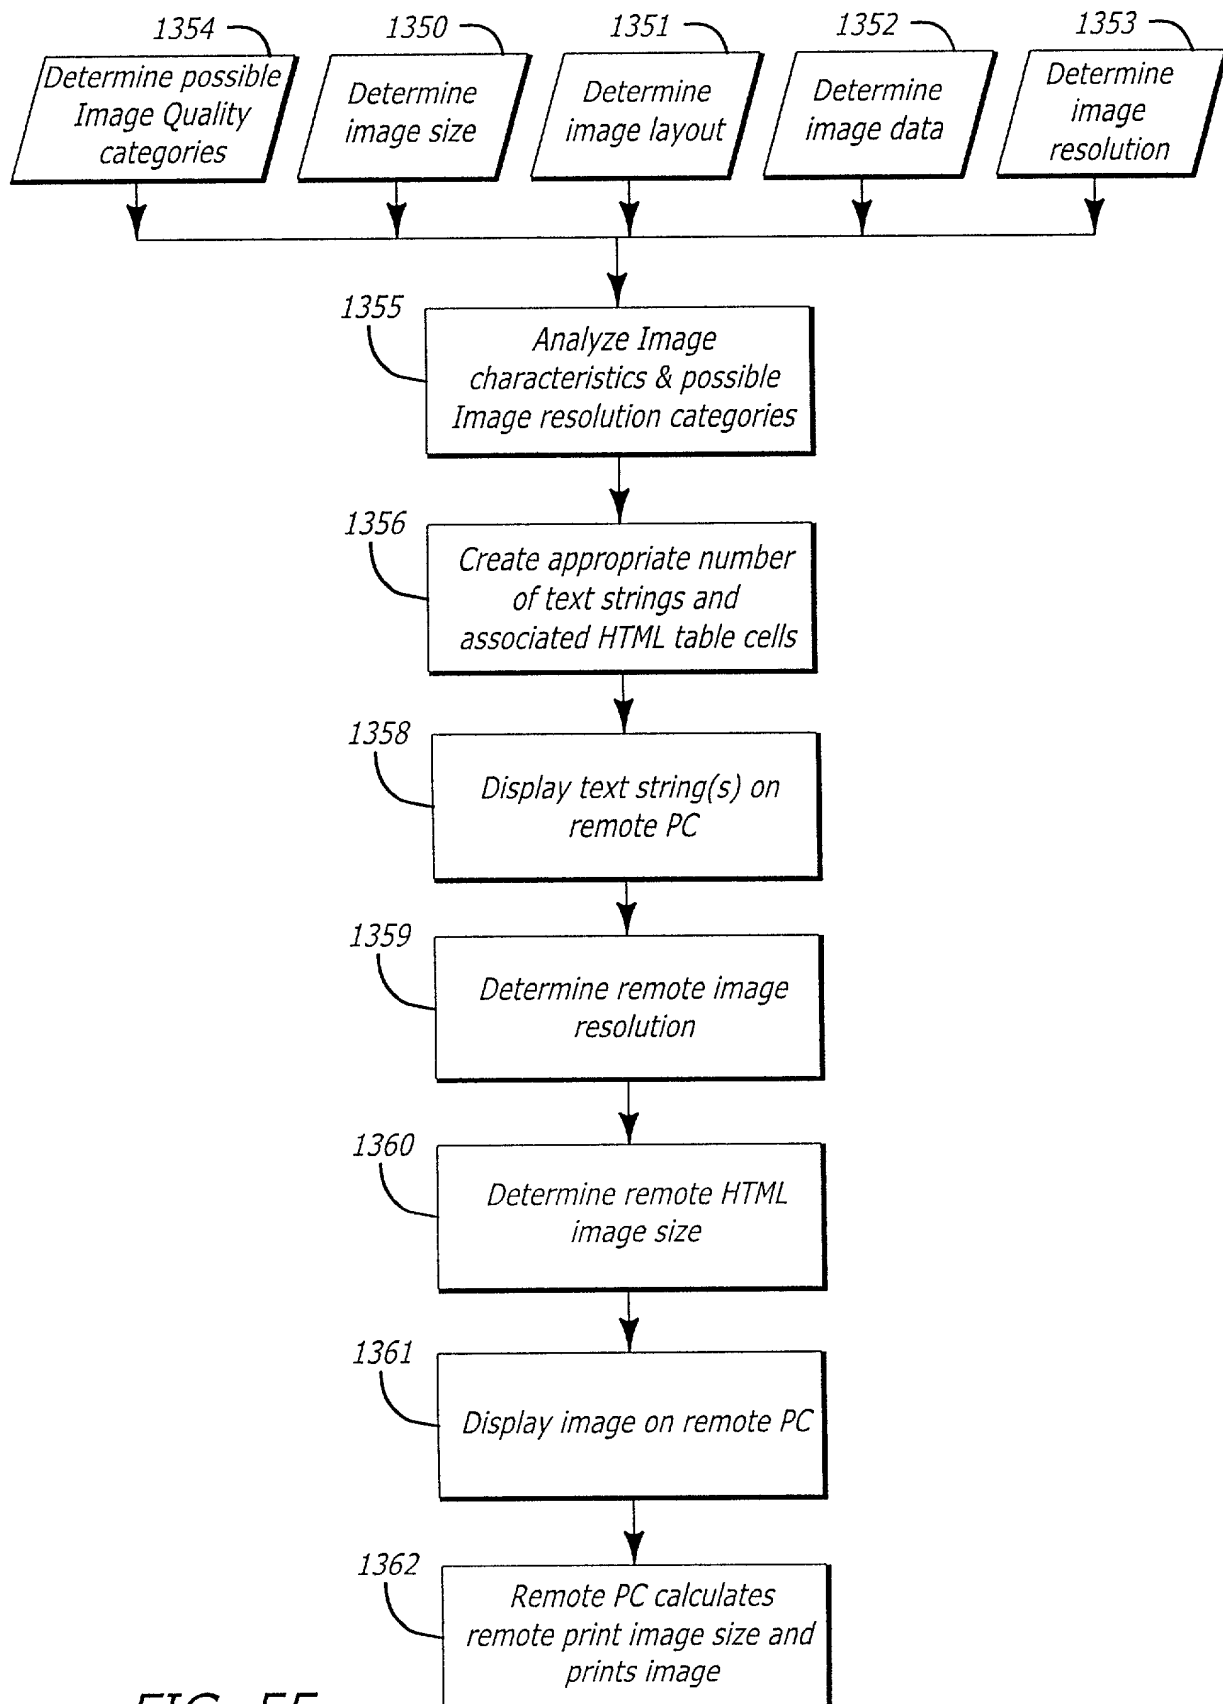 1354
1350
1351
1352
1353
Determine possible
Image Quality
categories
Determine
image size
Determine
image layout
Determine
image data
Determine
image
resolution
1355
Analyze Image
characteristics & possible
Image resolution categories
1356
Create appropriate number
of text strings and
associated HTML table cells
1358
Display text string(s) on
remote PC
1359
Determine remote image
resolution
1360
Determine remote HTML
image size
1361
Display image on remote PC
1362
Remote PC calculates
remote print image size and
prints image
FIG. 55